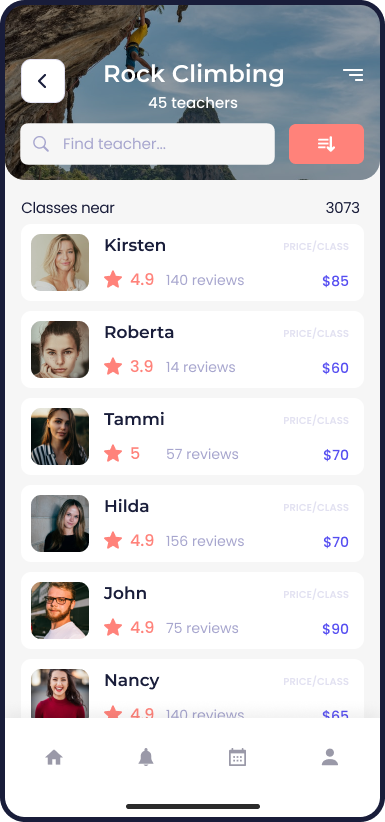 Rock Climbing
45 teachers
Find teacher...
Classes near 3073
Kirsten PRICE/CLASS
4.9 140 reviews $85
Roberta PRICE/CLASS
3.9 14 reviews $60
Tammi PRICE/CLASS
5 57 reviews $70
Hilda PRICE/CLASS
4.9 156 reviews $70
John PRICE/CLASS
4.9 75 reviews $90
Nancy PRICE/CLASS
4.9 140 reviews $65